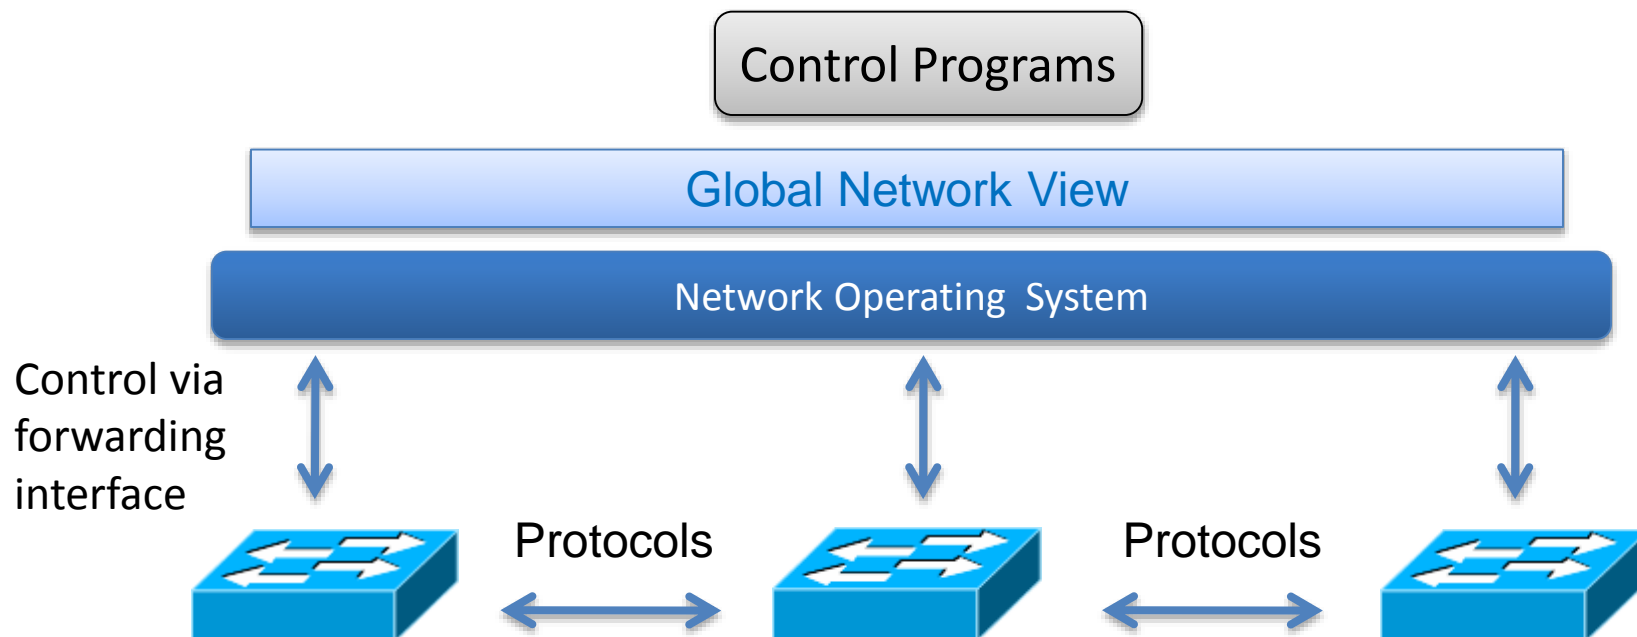 Control Programs
Global Network View
Network Operating  System
Control via
forwarding
interface
Protocols
Protocols